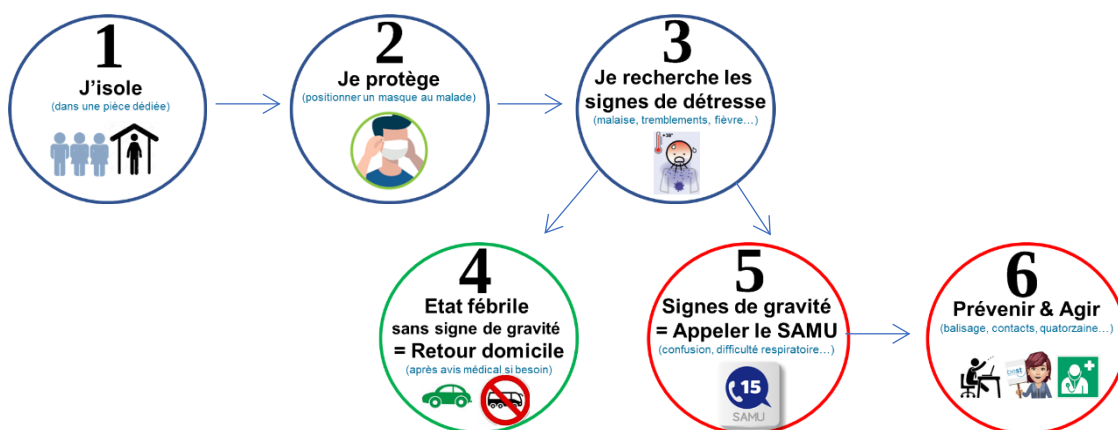 1
J'isole
(dans une pièce dédiée)
2
Je protège
(positionner un masque au malade)
3
Je recherche les
signes de détresse
(malaise, tremblements, fièvre…)
4
Etat fébrile
sans signe de gravité
= Retour domicile
(après avis médical si besoin)
5
Signes de gravité
= Appeler le SAMU
(confusion, difficulté respiratoire…)
15
SAMU
6
Prévenir & Agir
(balisage, contacts, quatorzaine…)